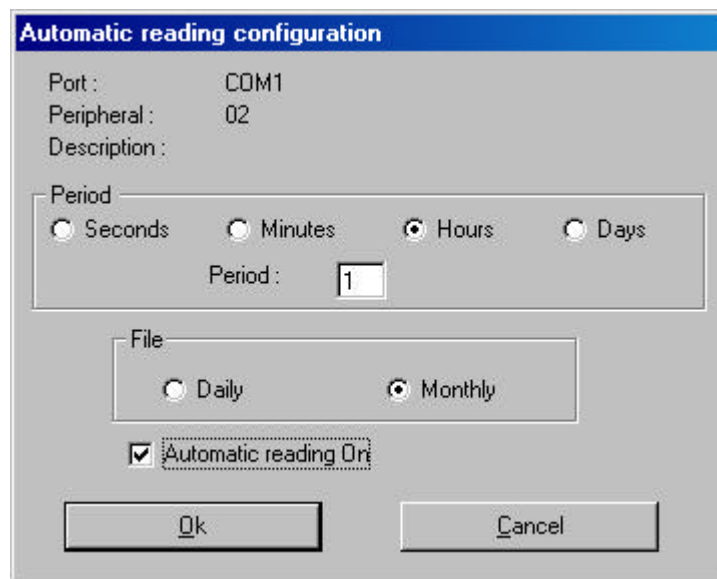 Automatic reading configuration
Port : COM1
Peripheral : 02
Description :
Period
Seconds Minutes Hours Days
Period : 1
File
Daily Monthly
Automatic reading On
Ok Cancel